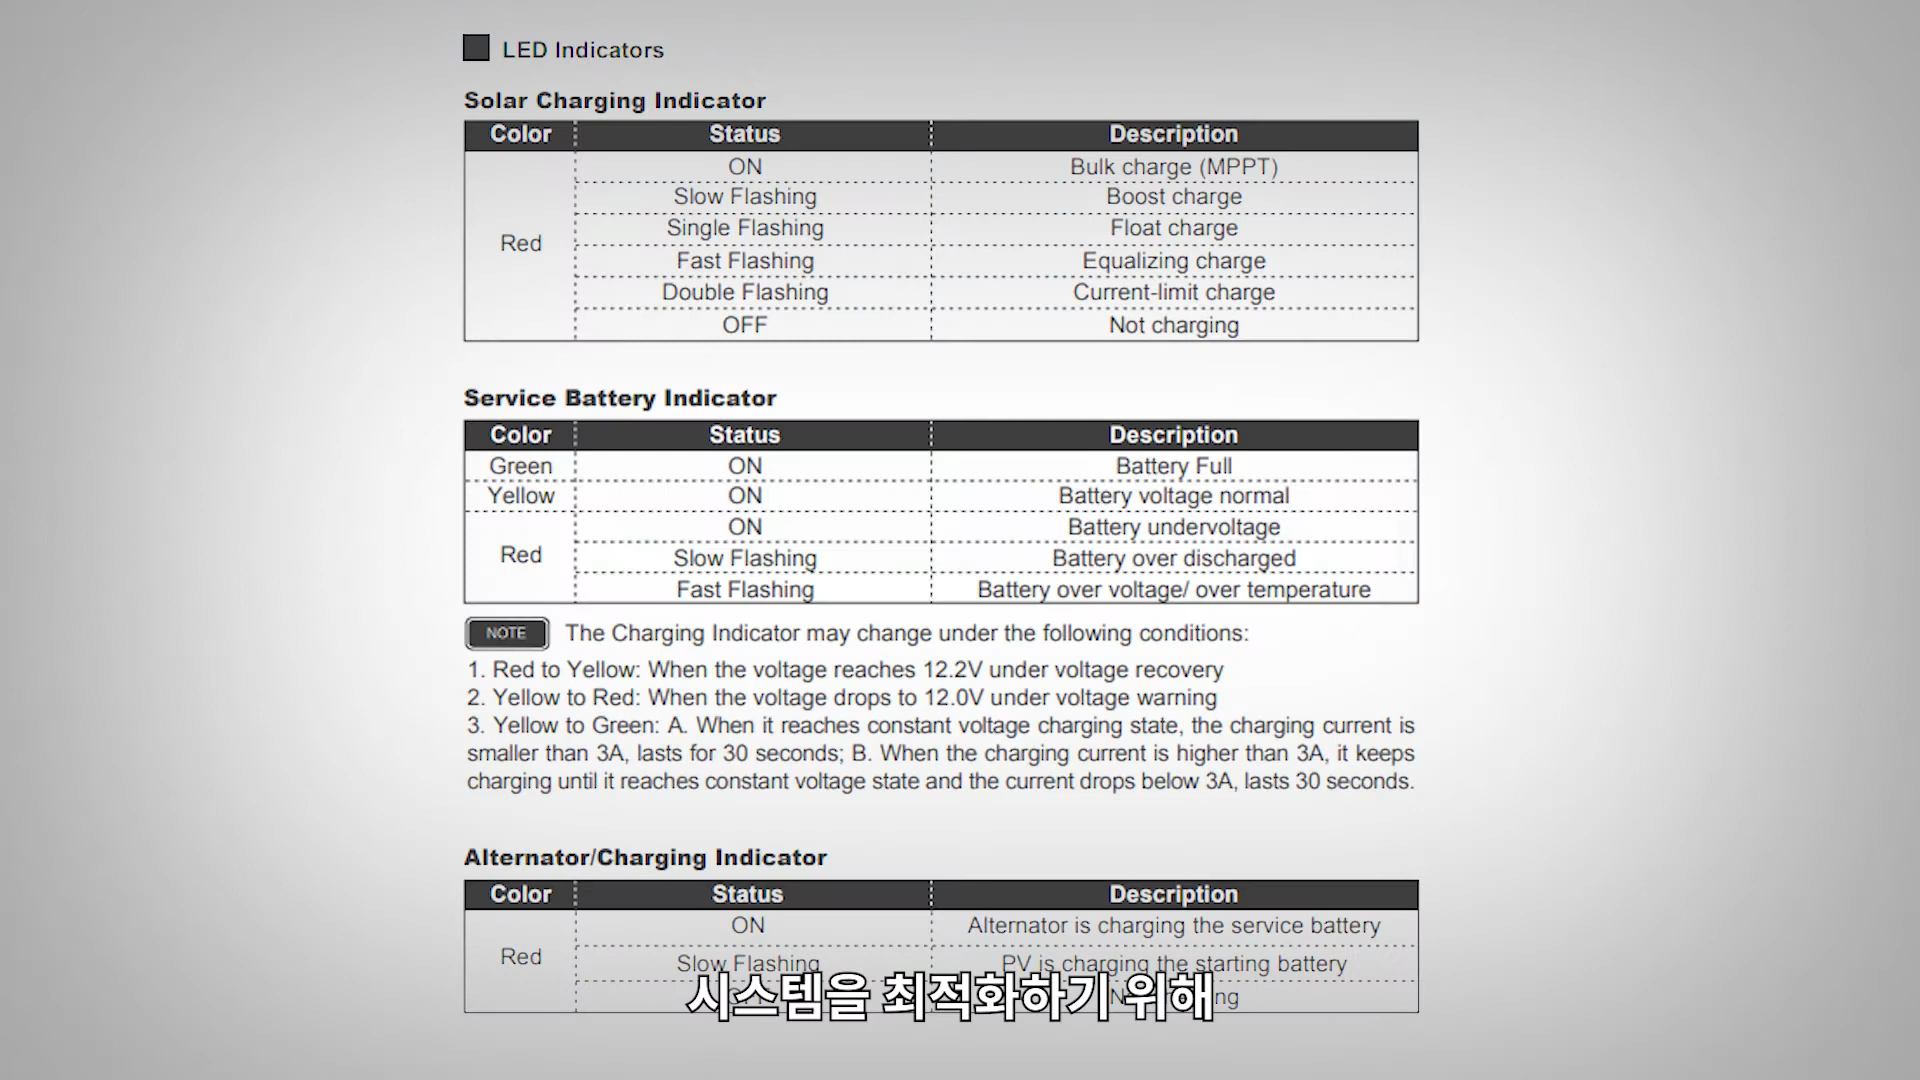 LED Indicators
Solar Charging Indicator
Color Status Description
ON Bulk charge (MPPT)
Slow Flashing Boost charge
Single Flashing Float charge
Red
Fast Flashing Equalizing charge
Double Flashing Current-limit charge
OFF Not charging
Service Battery Indicator
Color Status Description
Green ON Battery Full
Yellow ON Battery voltage normal
ON Battery undervoltage
Red Slow Flashing Battery over discharged
Fast Flashing Battery over voltage/ over temperature
NOTE The Charging Indicator may change under the following conditions:
1. Red to Yellow: When the voltage reaches 12.2V under voltage recovery
2. Yellow to Red: When the voltage drops to 12.0V under voltage warning
3. Yellow to Green: A. When it reaches constant voltage charging state, the charging current is
smaller than 3A, lasts for 30 seconds; B. When the charging current is higher than 3A, it keeps
charging until it reaches constant voltage state and the current drops below 3A, lasts 30 seconds.
Alternator/Charging Indicator
Color Status Description
ON Alternator is charging the service battery
Red Slow Flashing PV is charging the starting battery
시스템을 최적화하기 위해